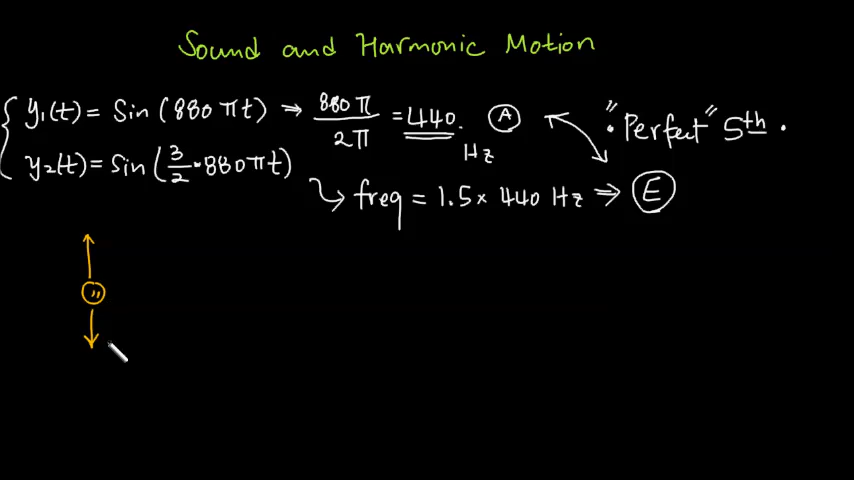 Sound and Harmonic Motion
y₁(t) = Sin (880πt) → 880π/2π = 440. Hz Ⓐ "Perfect" 5th.
y₂(t) = Sin (3/2 • 880πt)
freq = 1.5 × 440 Hz ⇒ Ⓔ